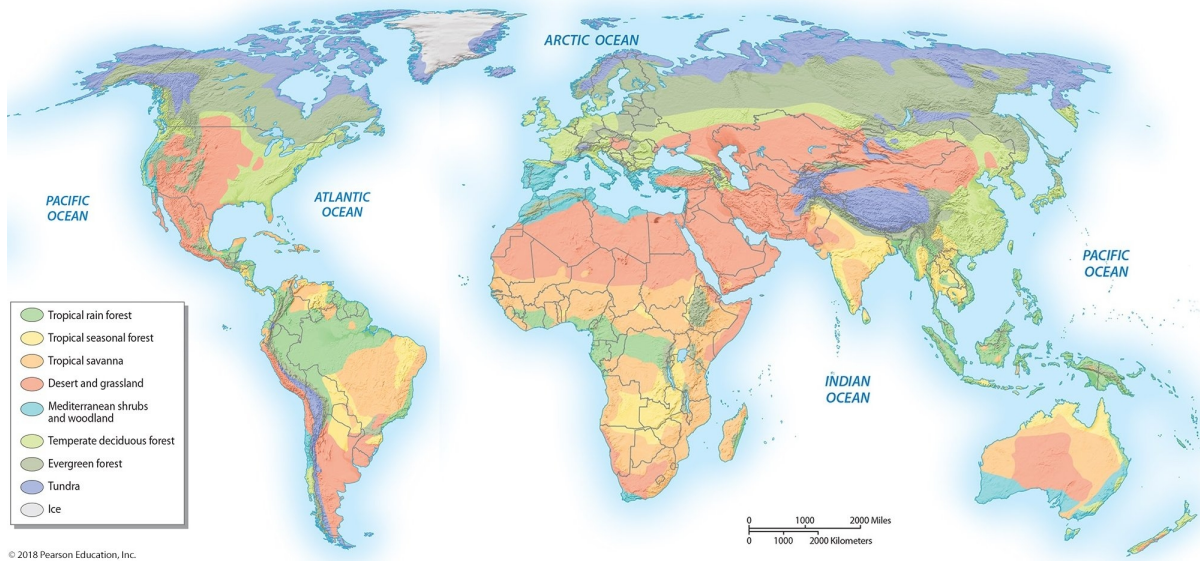 ARCTIC OCEAN
PACIFIC
OCEAN
ATLANTIC
OCEAN
PACIFIC
OCEAN
INDIAN
OCEAN
Tropical rain forest
Tropical seasonal forest
Tropical savanna
Desert and grassland
Mediterranean shrubs
and woodland
Temperate deciduous forest
Evergreen forest
Tundra
Ice
0 1000 2000 Miles
0 1000 2000 Kilometers
© 2018 Pearson Education, Inc.